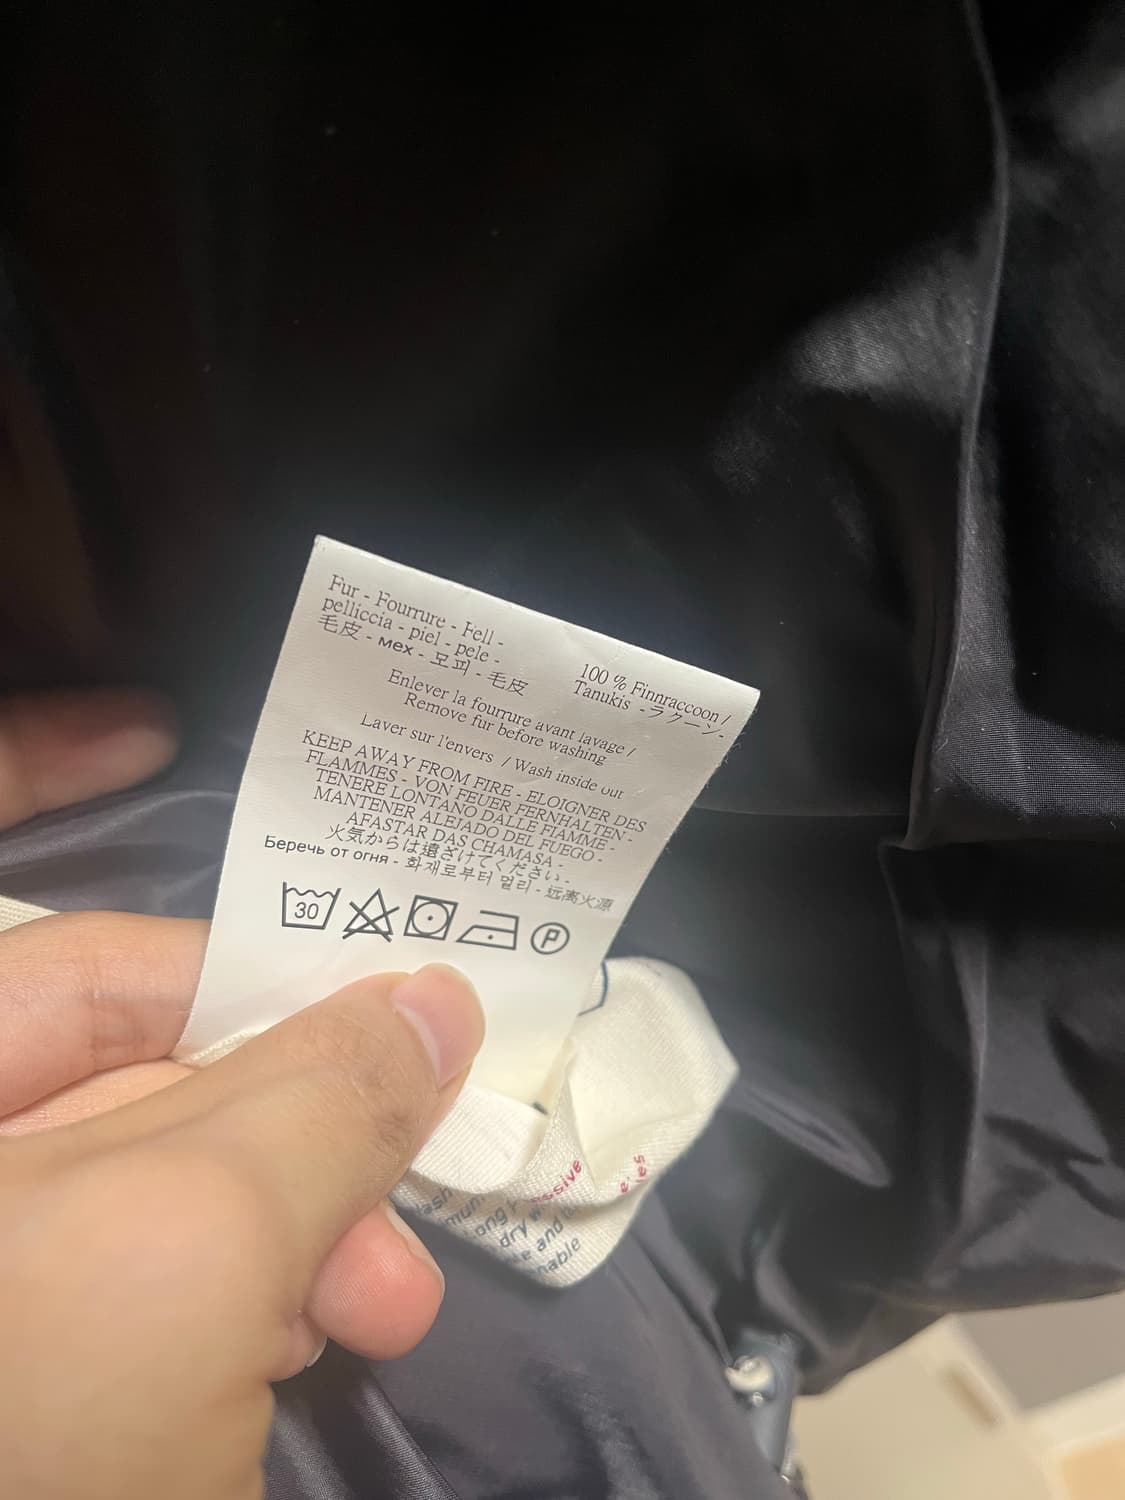 Fur - Fourrure - Fell -
pelliccia - piel - pele -
毛皮 - мех - 모피 - 毛皮
100 % Finnraccoon /
Tanukis - ラクーン-
Enlever la fourrure avant lavage /
Remove fur before washing
Laver sur l'envers / Wash inside out
KEEP AWAY FROM FIRE - ELOIGNER DES
FLAMMES - VON FEUER FERNHALTEN -
TENERE LONTANO DALLE FIAMME -
MANTENER ALEJADO DEL FUEGO -
AFASTAR DAS CHAMASA -
火気からは遠ざけてください -
Беречь от огня - 화재로부터 멀리 - 远离火源
30
P
long
dry
and